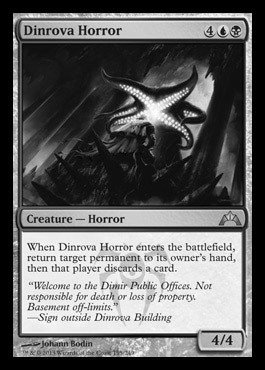 Dinrova Horror 4
Creature — Horror
When Dinrova Horror enters the battlefield,
return target permanent to its owner's hand,
then that player discards a card.
“Welcome to the Dimir Public Offices. Not
responsible for death or loss of property.
Basement off-limits.”
—Sign outside Dinrova Building
4/4
Johann Bodin